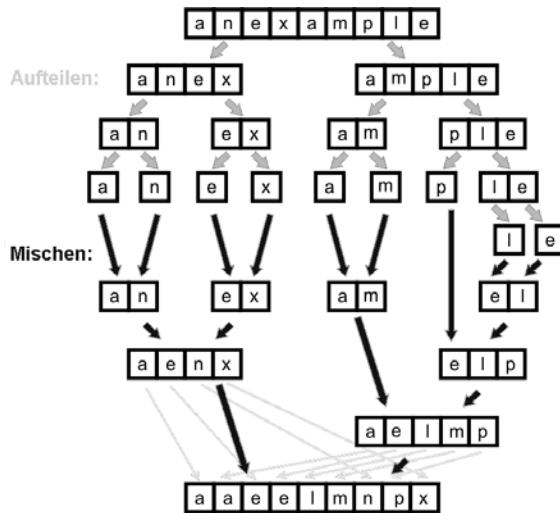 a n e x a m p l e
Aufteilen:
a n e x a m p l e
a n e x a m p l e
a n e x a m p l e
l e
Mischen:
a n e x a m e l
a e n x e l p
a e l m p
a a e e l m n p x